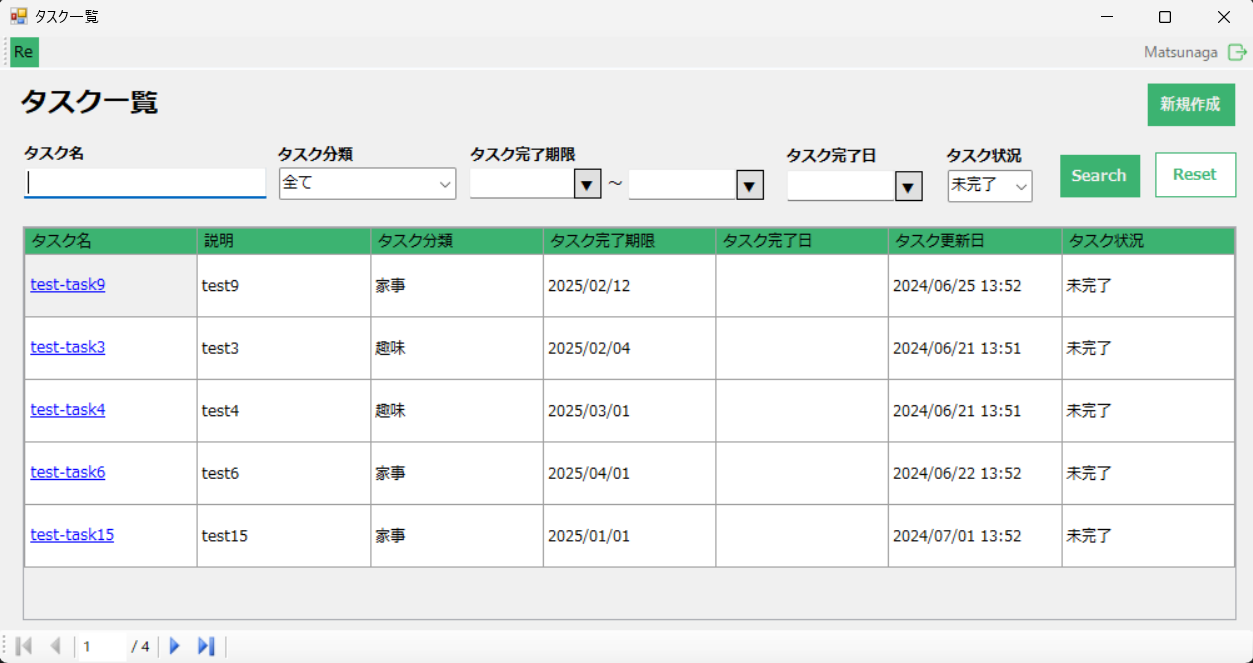 タスク一覧
Re
Matsunaga
タスク一覧
新規作成
タスク名 タスク分類 タスク完了期限 タスク完了日 タスク状況
全て ▼ ～ ▼ ▼ 未完了 Search Reset
タスク名 説明 タスク分類 タスク完了期限 タスク完了日 タスク更新日 タスク状況
test-task9 test9 家事 2025/02/12 2024/06/25 13:52 未完了
test-task3 test3 趣味 2025/02/04 2024/06/21 13:51 未完了
test-task4 test4 趣味 2025/03/01 2024/06/21 13:51 未完了
test-task6 test6 家事 2025/04/01 2024/06/22 13:52 未完了
test-task15 test15 家事 2025/01/01 2024/07/01 13:52 未完了
1 / 4